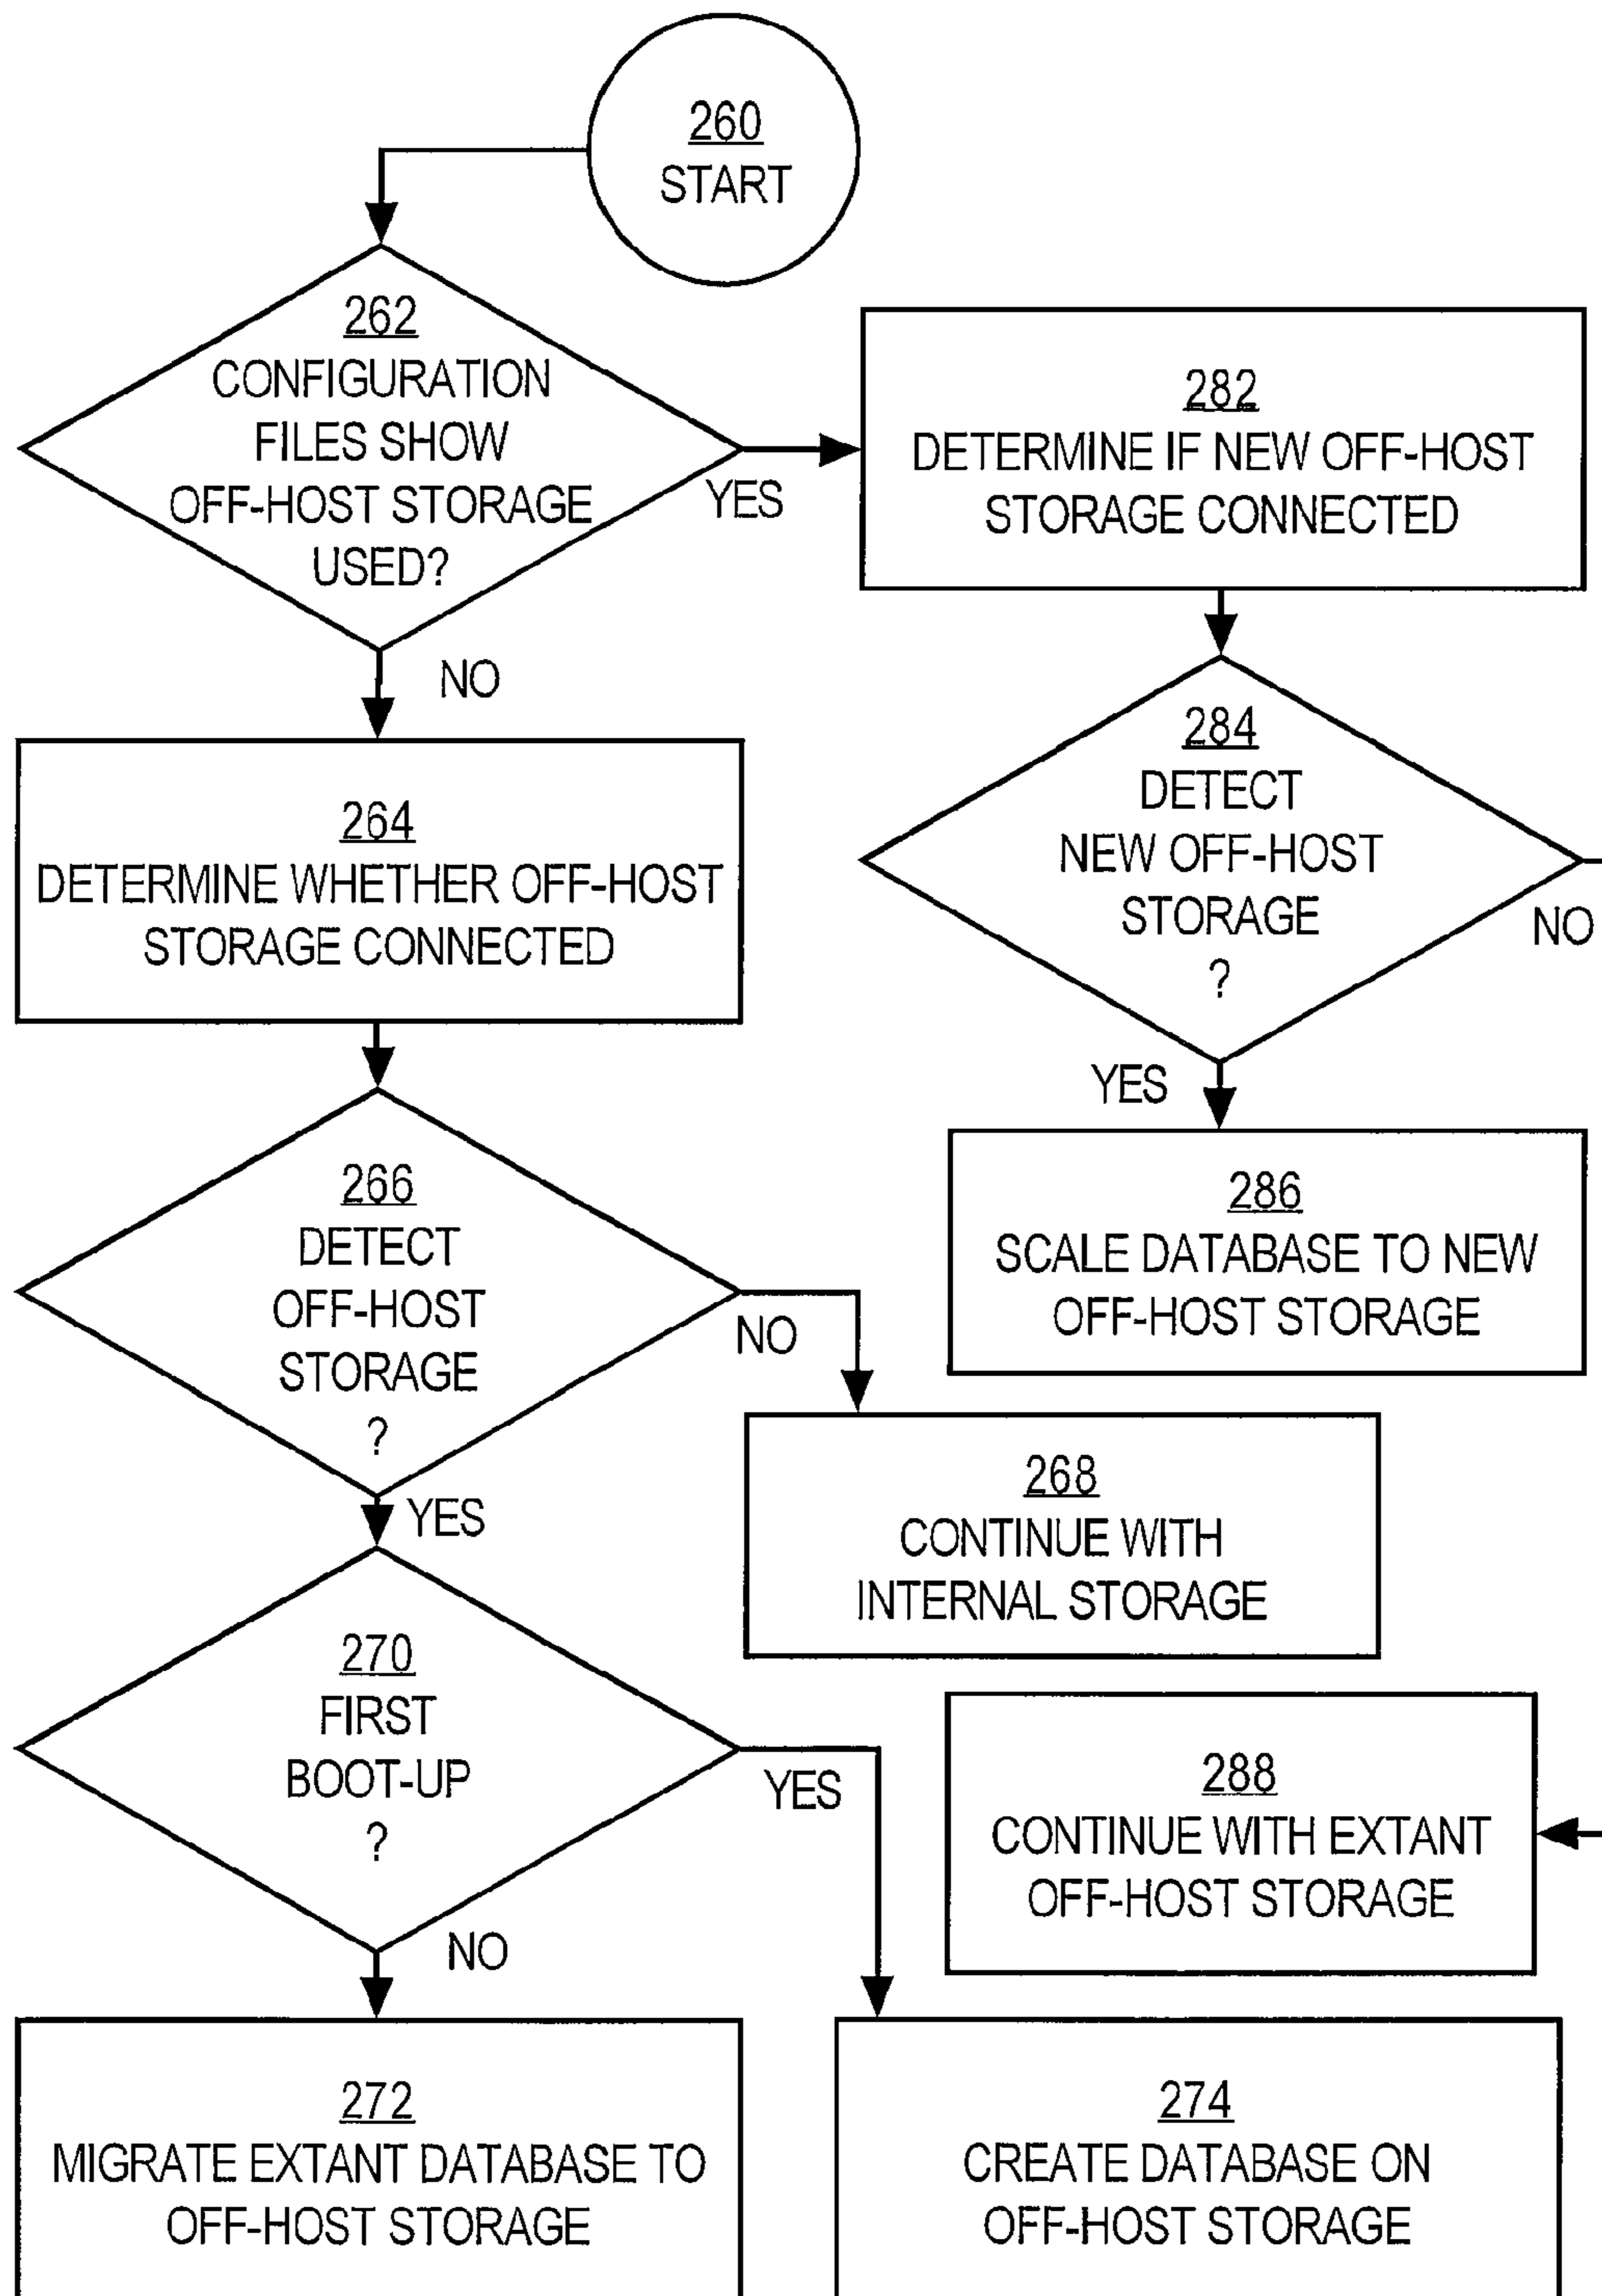 260
START
262
CONFIGURATION
FILES SHOW
OFF-HOST STORAGE
USED?
YES
NO
282
DETERMINE IF NEW OFF-HOST
STORAGE CONNECTED
264
DETERMINE WHETHER OFF-HOST
STORAGE CONNECTED
284
DETECT
NEW OFF-HOST
STORAGE
?
NO
YES
286
SCALE DATABASE TO NEW
OFF-HOST STORAGE
266
DETECT
OFF-HOST
STORAGE
?
NO
YES
268
CONTINUE WITH
INTERNAL STORAGE
270
FIRST
BOOT-UP
?
YES
NO
288
CONTINUE WITH EXTANT
OFF-HOST STORAGE
272
MIGRATE EXTANT DATABASE TO
OFF-HOST STORAGE
274
CREATE DATABASE ON
OFF-HOST STORAGE